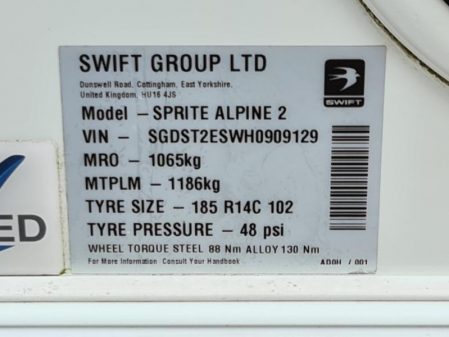 SWIFT GROUP LTD
Dunswell Road, Cottingham, East Yorkshire,
United Kingdom, HU16 4JS
SWIFT
Model – SPRITE ALPINE 2
VIN – SGDST2ESWH0909129
MRO – 1065kg
MTPLM – 1186kg
TYRE SIZE – 185 R14C 102
TYRE PRESSURE – 48 psi
WHEEL TORQUE STEEL 88 Nm ALLOY 130 Nm
For More Information Consult Your Handbook
ED